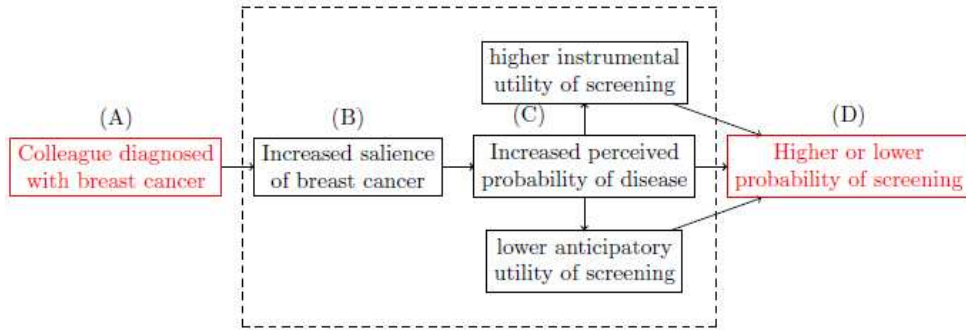 higher instrumental
utility of screening
(A)
(B)
(C)
(D)
Colleague diagnosed
with breast cancer
Increased salience
of breast cancer
Increased perceived
probability of disease
Higher or lower
probability of screening
lower anticipatory
utility of screening